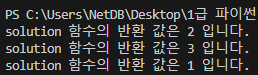 PS C:\Users\NetDB\Desktop\1급 파이썬
solution 함수의 반환 값은 2 입니다.
solution 함수의 반환 값은 3 입니다.
solution 함수의 반환 값은 1 입니다.